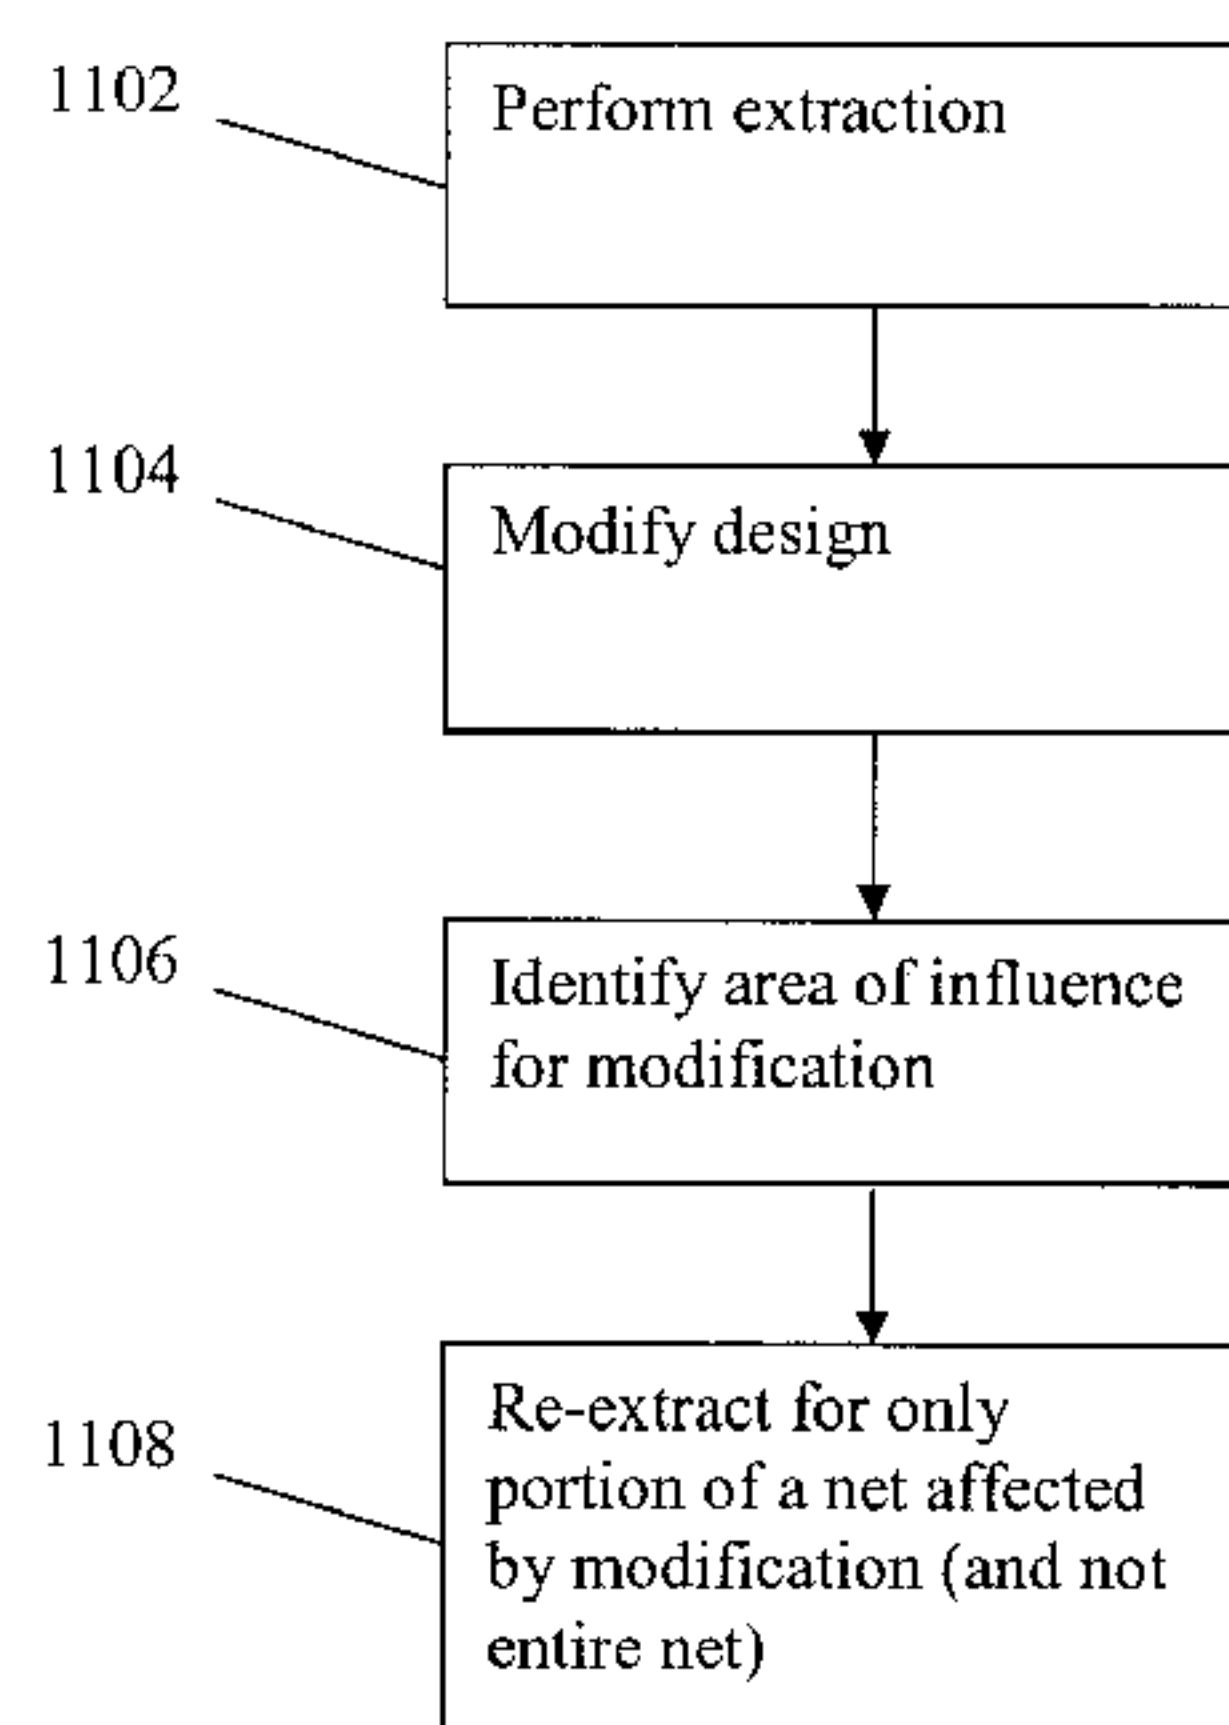 1102
Perform extraction
1104
Modify design
1106
Identify area of influence
for modification
1108
Re-extract for only
portion of a net affected
by modification (and not
entire net)